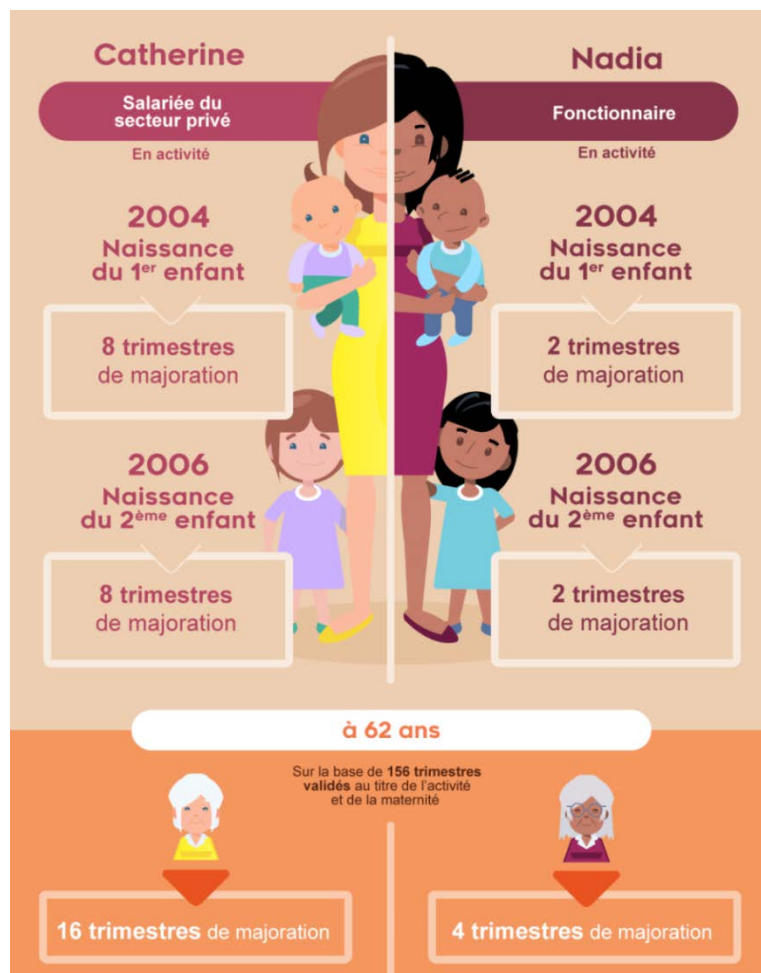 Catherine
Salariée du
secteur privé
En activité
2004
Naissance
du 1er enfant
8 trimestres
de majoration
2006
Naissance
du 2ème enfant
8 trimestres
de majoration
Nadia
Fonctionnaire
En activité
2004
Naissance
du 1er enfant
2 trimestres
de majoration
2006
Naissance
du 2ème enfant
2 trimestres
de majoration
à 62 ans
Sur la base de 156 trimestres
validés au titre de l'activité
et de la maternité
16 trimestres de majoration
4 trimestres de majoration